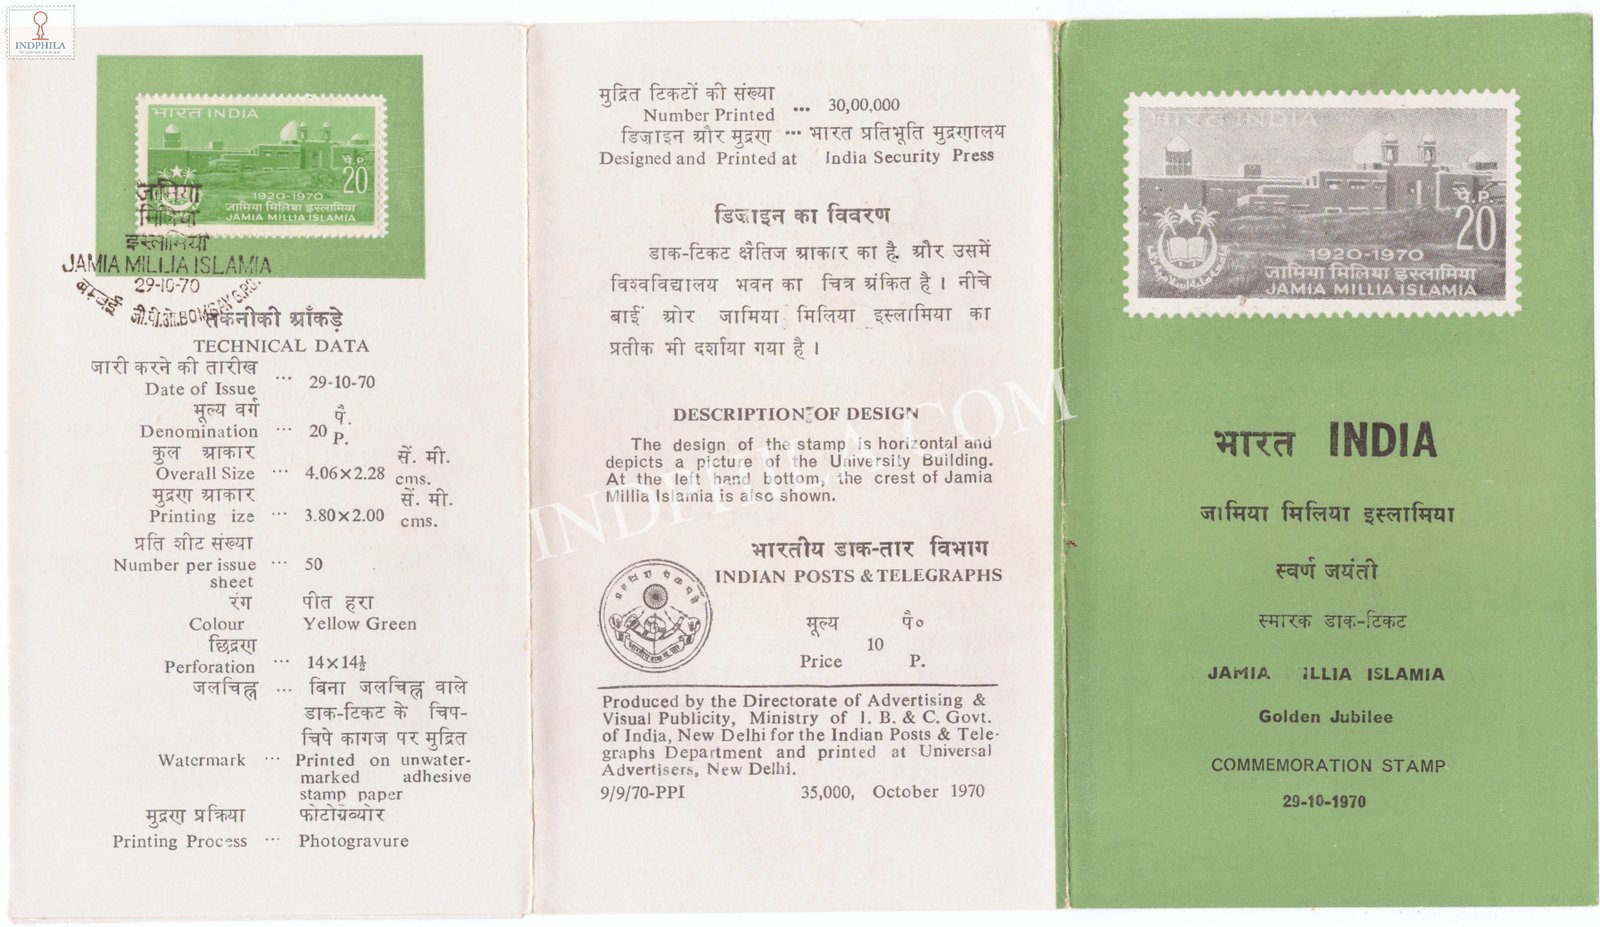 INDPHILA
भारत INDIA
पै. P.
20
1920-1970
जामिया मिलिया इस्लामिया
JAMIA MILLIA ISLAMIA
जामिया
मिलिया
इस्लामिया
JAMIA MILLIA ISLAMIA
29-10-70
बम्बई जी.पी.ओ. BOMBAY G.P.O.
तकनीकी आँकड़े
TECHNICAL DATA
जारी करने की तारीख
Date of Issue ... 29-10-70
मूल्य वर्ग पै.
Denomination ... 20 P.
कुल आकार सें. मी.
Overall Size ... 4.06×2.28 cms.
मुद्रण आकार सें. मी.
Printing ize ... 3.80×2.00 cms.
प्रति शीट संख्या
Number per issue ... 50
sheet
रंग पीत हरा
Colour Yellow Green
छिद्रण
Perforation ... 14×14½
जलचिह्न ... बिना जलचिह्न वाले
डाक-टिकट के चिप-
चिपे कागज पर मुद्रित
Watermark ... Printed on unwater-
marked adhesive
stamp paper
मुद्रण प्रक्रिया फोटोग्रेव्योर
Printing Process ... Photogravure
मुद्रित टिकटों की संख्या
Number Printed ... 30,00,000
डिज़ाइन और मुद्रण ... भारत प्रतिभूति मुद्रणालय
Designed and Printed at India Security Press
डिज़ाइन का विवरण
डाक-टिकट क्षैतिज आकार का है. और उसमें
विश्वविद्यालय भवन का चित्र अंकित है । नीचे
बाईं ओर जामिया मिलिया इस्लामिया का
प्रतीक भी दर्शाया गया है ।
DESCRIPTION OF DESIGN
The design of the stamp is horizontal and
depicts a picture of the University Building.
At the left hand bottom, the crest of Jamia
Millia Islamia is also shown.
भारतीय डाक-तार विभाग
INDIAN POSTS & TELEGRAPHS
मूल्य पै०
10
Price P.
Produced by the Directorate of Advertising &
Visual Publicity, Ministry of I. B. & C. Govt.
of India, New Delhi for the Indian Posts & Tele-
graphs Department and printed at Universal
Advertisers, New Delhi.
9/9/70-PPI 35,000, October 1970
INDPHILA.COM
भारत INDIA
पै. P.
20
1920-1970
जामिया मिलिया इस्लामिया
JAMIA MILLIA ISLAMIA
भारत INDIA
जामिया मिलिया इस्लामिया
स्वर्ण जयंती
स्मारक डाक-टिकट
JAMIA ILLIA ISLAMIA
Golden Jubilee
COMMEMORATION STAMP
29-10-1970